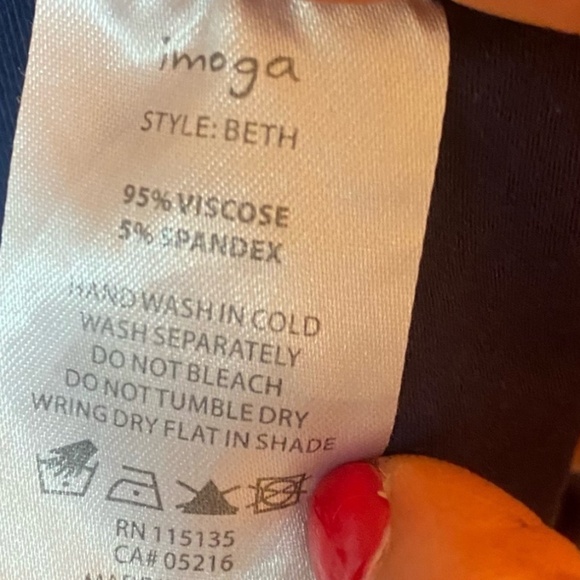 imoga
STYLE: BETH
95% VISCOSE
5% SPANDEX
HAND WASH IN COLD
WASH SEPARATELY
DO NOT BLEACH
DO NOT TUMBLE DRY
WRING DRY FLAT IN SHADE
RN 115135
CA# 05216